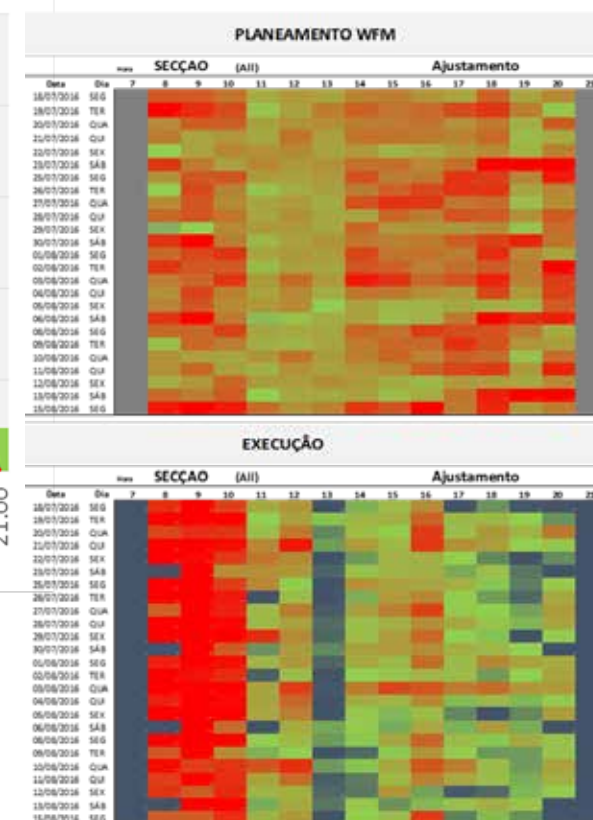 PLANEAMENTO WFM
Hora SECÇAO (All) Ajustamento
Data Dia 7 8 9 10 11 12 13 14 15 16 17 18 19 20 21
18/07/2016 SEG
19/07/2016 TER
20/07/2016 QUA
21/07/2016 QUI
22/07/2016 SEX
23/07/2016 SÁB
25/07/2016 SEG
26/07/2016 TER
27/07/2016 QUA
28/07/2016 QUI
29/07/2016 SEX
30/07/2016 SÁB
01/08/2016 SEG
02/08/2016 TER
03/08/2016 QUA
04/08/2016 QUI
05/08/2016 SEX
06/08/2016 SÁB
08/08/2016 SEG
09/08/2016 TER
10/08/2016 QUA
11/08/2016 QUI
12/08/2016 SEX
13/08/2016 SÁB
15/08/2016 SEG
EXECUÇÃO
Hora SECÇAO (All) Ajustamento
Data Dia 7 8 9 10 11 12 13 14 15 16 17 18 19 20 21
18/07/2016 SEG
19/07/2016 TER
20/07/2016 QUA
21/07/2016 QUI
22/07/2016 SEX
23/07/2016 SÁB
25/07/2016 SEG
26/07/2016 TER
27/07/2016 QUA
28/07/2016 QUI
29/07/2016 SEX
30/07/2016 SÁB
01/08/2016 SEG
02/08/2016 TER
03/08/2016 QUA
04/08/2016 QUI
05/08/2016 SEX
06/08/2016 SÁB
08/08/2016 SEG
09/08/2016 TER
10/08/2016 QUA
11/08/2016 QUI
12/08/2016 SEX
13/08/2016 SÁB
15/08/2016 SEG
21:00